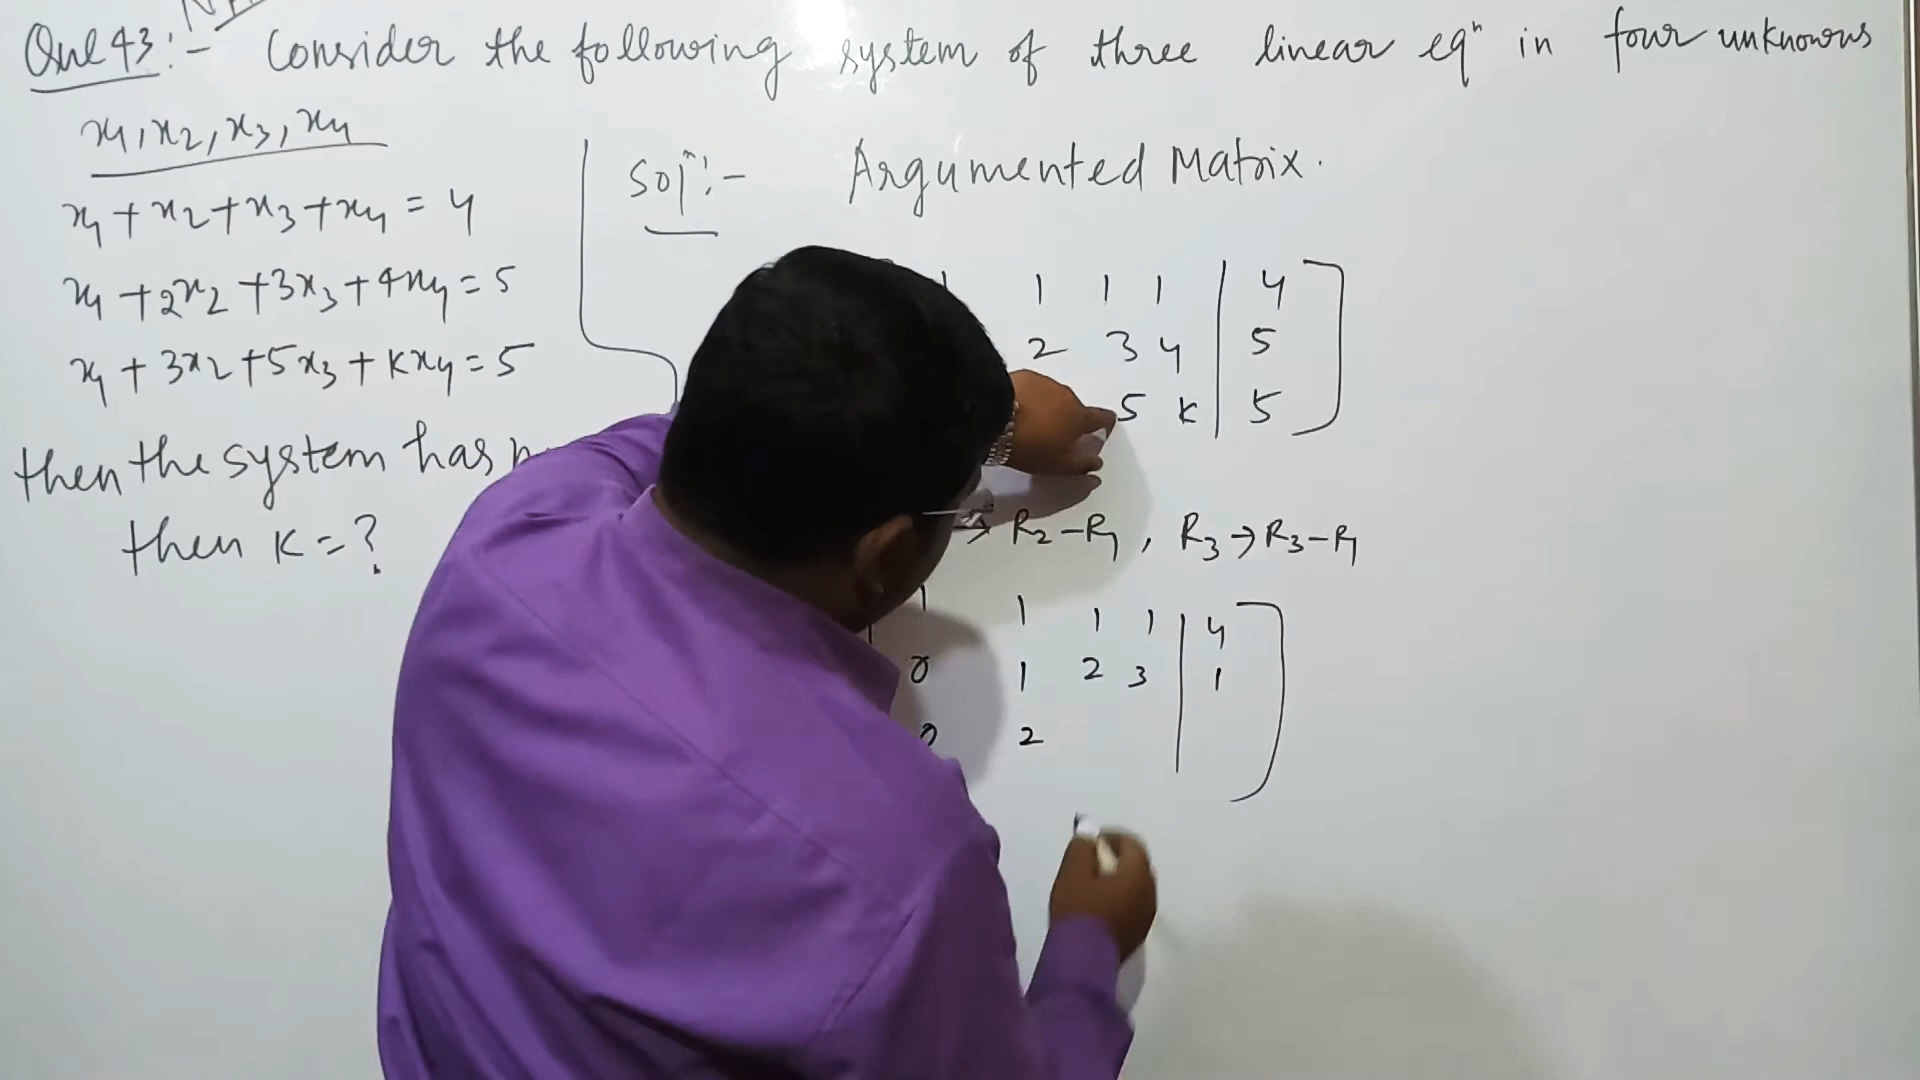 Que 43:- Consider the following system of three linear eqⁿ in four unknowns
x1, x2, x3, x4
x1 + x2 + x3 + x4 = 4
x1 + 2x2 + 3x3 + 4x4 = 5
x1 + 3x2 + 5x3 + kx4 = 5
then the system has
then k = ?
Solⁿ:- Argumented Matrix.
1 1 1 | 4
2 3 4 | 5
5 k | 5
→ R2 - R1, R3 → R3 - R1
1 1 1 1 | 4
0 1 2 3 | 1
0 2